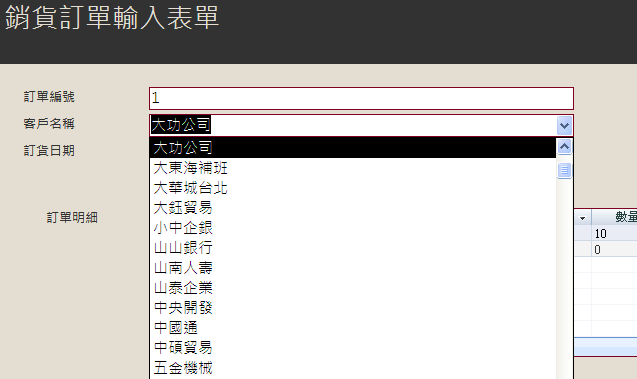 銷貨訂單輸入表單
訂單編號 1
客戶名稱 大功公司
訂貨日期
大功公司
大東海補班
大華城台北
大鈺貿易
小中企銀
山山銀行
山南人壽
山泰企業
中央開發
中國通
中碩貿易
五金機械
訂單明細
數量
10
0